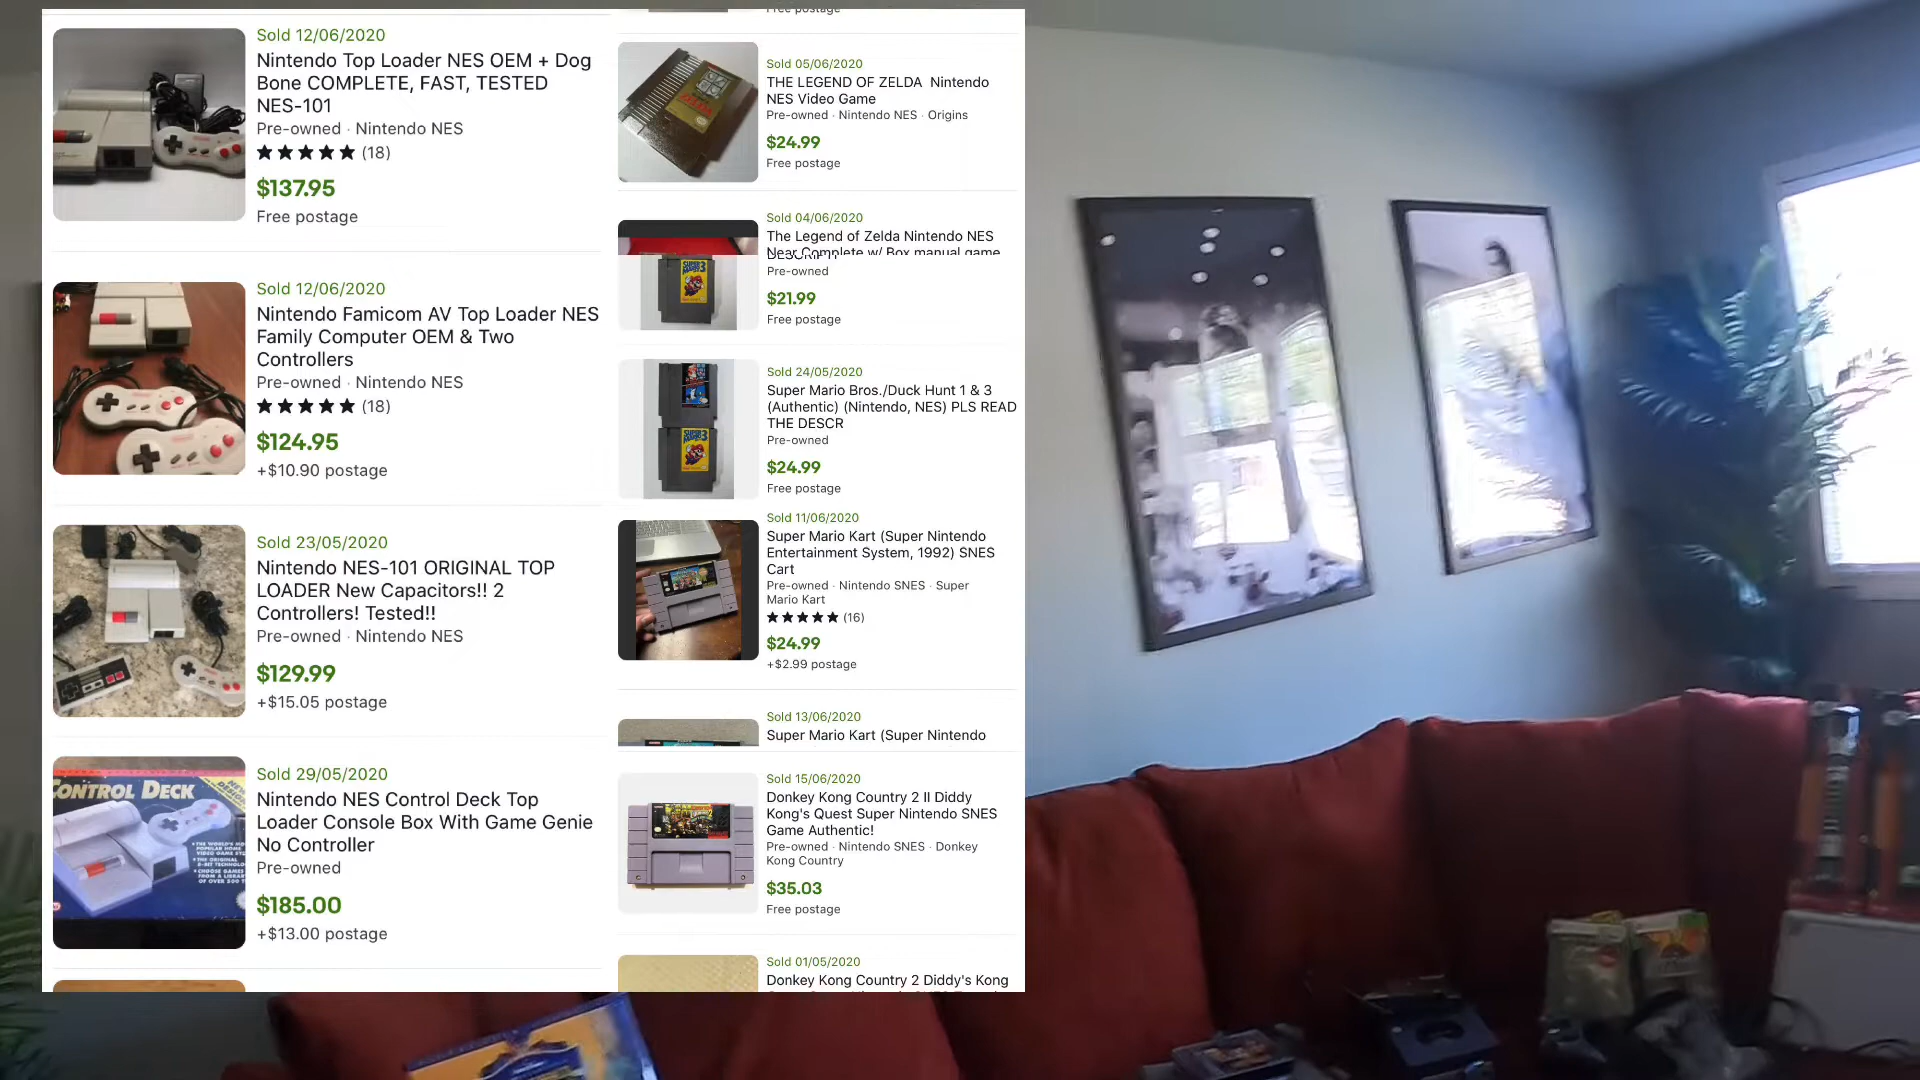 Sold 12/06/2020
Nintendo Top Loader NES OEM + Dog
Bone COMPLETE, FAST, TESTED
NES-101
Pre-owned · Nintendo NES
(18)
$137.95
Free postage
Sold 12/06/2020
Nintendo Famicom AV Top Loader NES
Family Computer OEM & Two
Controllers
Pre-owned · Nintendo NES
(18)
$124.95
+$10.90 postage
Sold 23/05/2020
Nintendo NES-101 ORIGINAL TOP
LOADER New Capacitors!! 2
Controllers! Tested!!
Pre-owned · Nintendo NES
$129.99
+$15.05 postage
CONTROL DECK
Sold 29/05/2020
Nintendo NES Control Deck Top
Loader Console Box With Game Genie
No Controller
Pre-owned
$185.00
+$13.00 postage
Free postage
Sold 05/06/2020
THE LEGEND OF ZELDA Nintendo
NES Video Game
Pre-owned · Nintendo NES · Origins
$24.99
Free postage
Sold 04/06/2020
The Legend of Zelda Nintendo NES
Near Complete w/ Box manual game
Pre-owned
$21.99
Free postage
Sold 24/05/2020
Super Mario Bros./Duck Hunt 1 & 3
(Authentic) (Nintendo, NES) PLS READ
THE DESCR
Pre-owned
$24.99
Free postage
Sold 11/06/2020
Super Mario Kart (Super Nintendo
Entertainment System, 1992) SNES
Cart
Pre-owned · Nintendo SNES · Super
Mario Kart
(16)
$24.99
+$2.99 postage
Sold 13/06/2020
Super Mario Kart (Super Nintendo
Sold 15/06/2020
Donkey Kong Country 2 II Diddy
Kong's Quest Super Nintendo SNES
Game Authentic!
Pre-owned · Nintendo SNES · Donkey
Kong Country
$35.03
Free postage
Sold 01/05/2020
Donkey Kong Country 2 Diddy's Kong